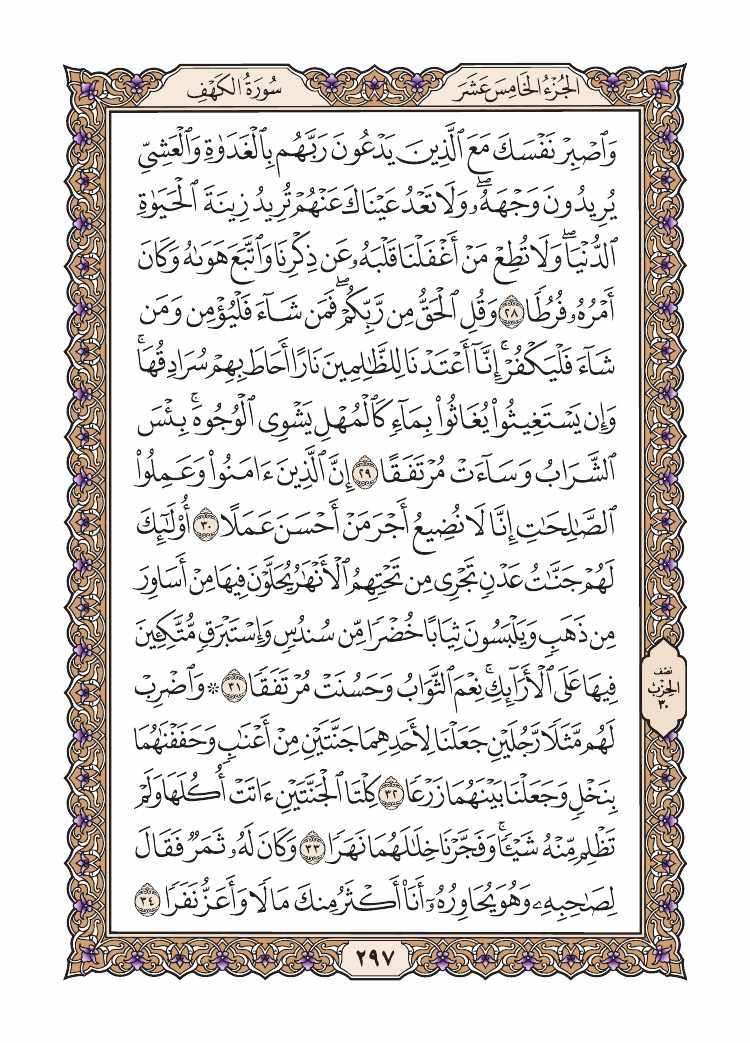 الجُزْءُ الخَامِسَ عَشَرَ
سُورَةُ الكَهْفِ
وَٱصۡبِرۡ نَفۡسَكَ مَعَ ٱلَّذِينَ يَدۡعُونَ رَبَّهُم بِٱلۡغَدَوٰةِ وَٱلۡعَشِيِّ
يُرِيدُونَ وَجۡهَهُۥۖ وَلَا تَعۡدُ عَيۡنَاكَ عَنۡهُمۡ تُرِيدُ زِينَةَ ٱلۡحَيَوٰةِ
ٱلدُّنۡيَاۖ وَلَا تُطِعۡ مَنۡ أَغۡفَلۡنَا قَلۡبَهُۥ عَن ذِكۡرِنَا وَٱتَّبَعَ هَوَىٰهُ وَكَانَ
أَمۡرُهُۥ فُرُطٗا ٢٨ وَقُلِ ٱلۡحَقُّ مِن رَّبِّكُمۡۖ فَمَن شَآءَ فَلۡيُؤۡمِن وَمَن
شَآءَ فَلۡيَكۡفُرۡۚ إِنَّآ أَعۡتَدۡنَا لِلظَّٰلِمِينَ نَارًا أَحَاطَ بِهِمۡ سُرَادِقُهَاۚ
وَإِن يَسۡتَغِيثُواْ يُغَاثُواْ بِمَآءٖ كَٱلۡمُهۡلِ يَشۡوِي ٱلۡوُجُوهَۚ بِئۡسَ
ٱلشَّرَابُ وَسَآءَتۡ مُرۡتَفَقًا ٢٩ إِنَّ ٱلَّذِينَ ءَامَنُواْ وَعَمِلُواْ
ٱلصَّٰلِحَٰتِ إِنَّا لَا نُضِيعُ أَجۡرَ مَنۡ أَحۡسَنَ عَمَلًا ٣٠ أُوْلَٰٓئِكَ
لَهُمۡ جَنَّٰتُ عَدۡنٖ تَجۡرِي مِن تَحۡتِهِمُ ٱلۡأَنۡهَٰرُ يُحَلَّوۡنَ فِيهَا مِنۡ أَسَاوِرَ
مِن ذَهَبٖ وَيَلۡبَسُونَ ثِيَابًا خُضۡرٗا مِّن سُندُسٖ وَإِسۡتَبۡرَقٖ مُّتَّكِـِٔينَ
فِيهَا عَلَى ٱلۡأَرَآئِكِۚ نِعۡمَ ٱلثَّوَابُ وَحَسُنَتۡ مُرۡتَفَقٗا ٣١ ۞ وَٱضۡرِبۡ
لَهُم مَّثَلٗا رَّجُلَيۡنِ جَعَلۡنَا لِأَحَدِهِمَا جَنَّتَيۡنِ مِنۡ أَعۡنَٰبٖ وَحَفَفۡنَٰهُمَا
بِنَخۡلٖ وَجَعَلۡنَا بَيۡنَهُمَا زَرۡعٗا ٣٢ كِلۡتَا ٱلۡجَنَّتَيۡنِ ءَاتَتۡ أُكُلَهَا وَلَمۡ
تَظۡلِم مِّنۡهُ شَيۡـٔٗاۚ وَفَجَّرۡنَا خِلَٰلَهُمَا نَهَرٗا ٣٣ وَكَانَ لَهُۥ ثَمَرٞ فَقَالَ
لِصَٰحِبِهِۦ وَهُوَ يُحَاوِرُهُۥٓ أَنَا۠ أَكۡثَرُ مِنكَ مَالٗا وَأَعَزُّ نَفَرٗا ٣٤
نصف
الحزب
٣٠
٢٩٧